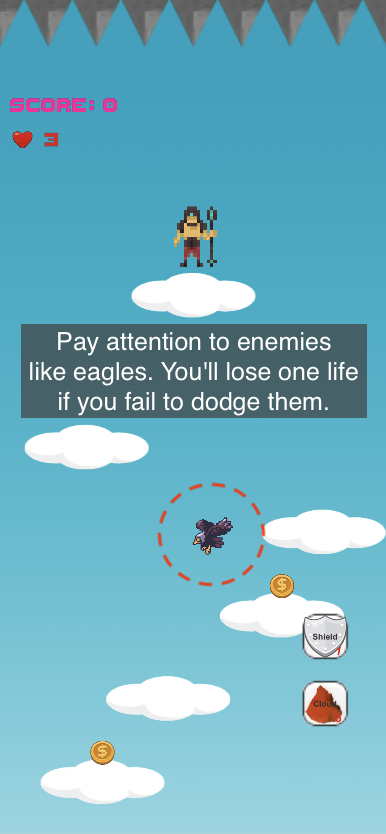 SCORE: 0
3
Pay attention to enemies
like eagles. You'll lose one life
if you fail to dodge them.
$
Shield
1
$
Cloud